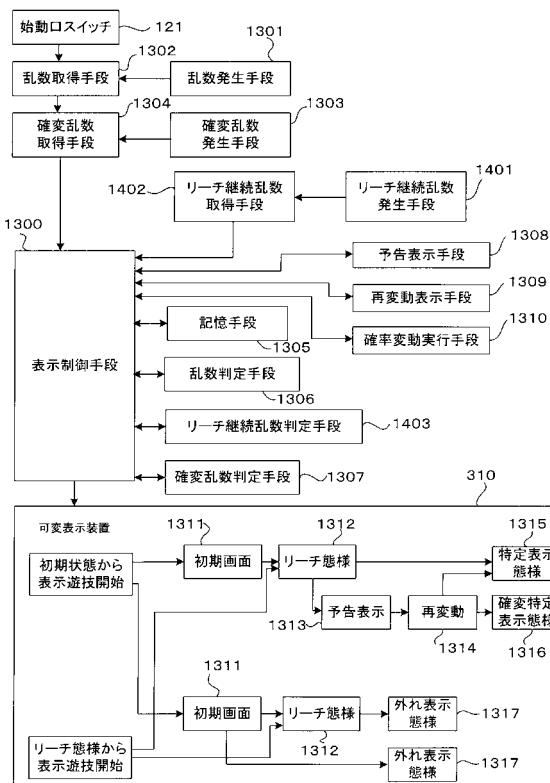 始動口スイッチ
121
1302
1301
乱数取得手段
乱数発生手段
1304
1303
確変乱数
取得手段
確変乱数
発生手段
1402
1401
リーチ継続乱数
取得手段
リーチ継続乱数
発生手段
1300
1308
予告表示手段
1309
再変動表示手段
1310
確率変動実行手段
表示制御手段
記憶手段
1305
乱数判定手段
1306
リーチ継続乱数判定手段
1403
確変乱数判定手段
1307
310
可変表示装置
1311
1312
1315
初期状態から
表示遊技開始
初期画面
リーチ態様
特定表示
態様
予告表示
1313
再変動
1314
確変特定
表示態様
1316
1311
初期画面
リーチ態様
1312
外れ表示
態様
1317
リーチ態様から
表示遊技開始
外れ表示
態様
1317